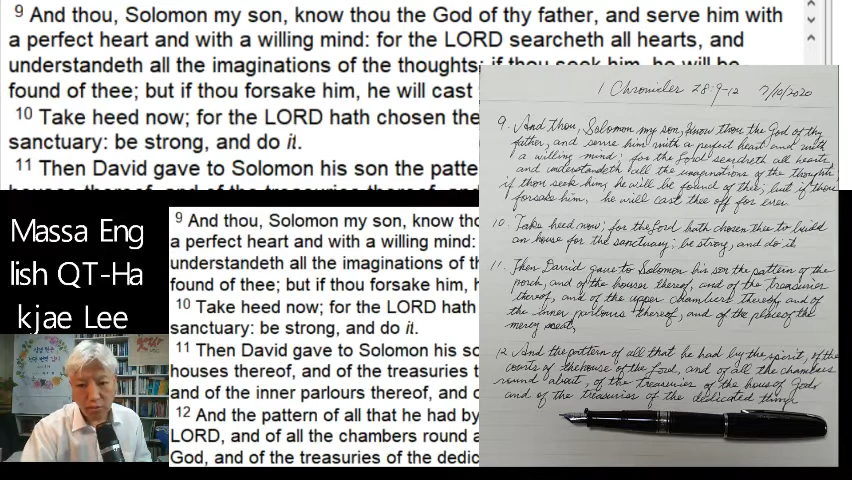 9 And thou, Solomon my son, know thou the God of thy father, and serve him with
a perfect heart and with a willing mind: for the LORD searcheth all hearts, and
understandeth all the imaginations of the thoughts: if thou seek him, he will be
found of thee; but if thou forsake him, he will cast
10 Take heed now; for the LORD hath chosen the
sanctuary: be strong, and do it.
11 Then David gave to Solomon his son the patte
Massa Eng
lish QT-Ha
kjae Lee
9 And thou, Solomon my son, know tho
a perfect heart and with a willing mind:
understandeth all the imaginations of th
found of thee; but if thou forsake him, h
10 Take heed now; for the LORD hath
sanctuary: be strong, and do it.
11 Then David gave to Solomon his so
houses thereof, and of the treasuries t
and of the inner parlours thereof, and o
12 And the pattern of all that he had by
LORD, and of all the chambers round a
God, and of the treasuries of the dedic
1 Chronicles 28:9-12 7/10/2020
9. And thou, Solomon my son, know thou the God of thy
father, and serve him with a perfect heart and with
a willing mind: for the Lord searcheth all hearts,
and understandeth all the imaginations of the thoughts
if thou seek him, he will be found of thee; but if thou
forsake him, he will cast thee off for ever.
10. Take heed now; for the Lord hath chosen thee to build
an house for the sanctuary: be strong, and do it.
11. Then David gave to Solomon his son the pattern of the
porch, and of the house thereof, and of the treasuries
thereof, and of the upper chambers thereof, and of
the inner parlours thereof, and of the place of the
mercy seat,
12. And the pattern of all that he had by the spirit, of the
courts of the house of the Lord, and of all the chambers
round about, of the treasuries of the house of God,
and of the treasuries of the dedicated things